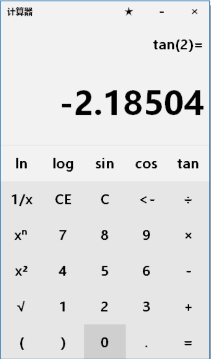 计算器 ★ - ×
tan(2)=
-2.18504
ln log sin cos tan
1/x CE C <- ÷
xⁿ 7 8 9 ×
x² 4 5 6 -
√ 1 2 3 +
( ) 0 . =